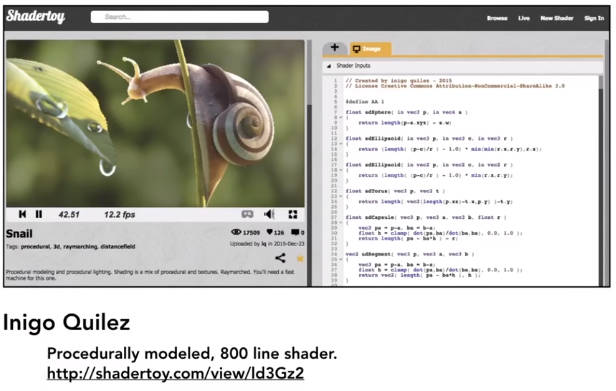 Shadertoy
Search...
Browse Live New Shader Sign In
+ Image
Shader Inputs
1 // Created by inigo quilez - 2015
2 // License Creative Commons Attribution-NonCommercial-ShareAlike 3.0
#define AA 1
float sdSphere( in vec3 p, in vec4 s )
{
return length(p-s.xyz) - s.w;
}
float sdEllipsoid( in vec3 p, in vec3 c, in vec3 r )
{
return (length( (p-c)/r ) - 1.0) * min(min(r.x,r.y),r.z);
}
float sdEllipsoid( in vec2 p, in vec2 c, in vec2 r )
{
return (length( (p-c)/r ) - 1.0) * min(r.x,r.y);
}
float sdTorus( vec3 p, vec2 t )
{
return length( vec2(length(p.xz)-t.x,p.y) )-t.y;
}
float sdCapsule( vec3 p, vec3 a, vec3 b, float r )
{
vec3 pa = p-a, ba = b-a;
float h = clamp( dot(pa,ba)/dot(ba,ba), 0.0, 1.0 );
return length( pa - ba*h ) - r;
}
vec2 udSegment( vec3 p, vec3 a, vec3 b )
{
vec3 pa = p-a, ba = b-a;
float h = clamp( dot(pa,ba)/dot(ba,ba), 0.0, 1.0 );
return vec2( length( pa - ba*h ), h );
42.51 12.2 fps
Snail
17509 126 0
Tags: procedural, 3d, raymarching, distancefield
Uploaded by iq in 2015-Dec-23
Procedural modeling and procedural lighting. Shading is a mix of procedural and textures. Raymarched. You'll need a fast
machine for this one.
Inigo Quilez
Procedurally modeled, 800 line shader.
http://shadertoy.com/view/ld3Gz2